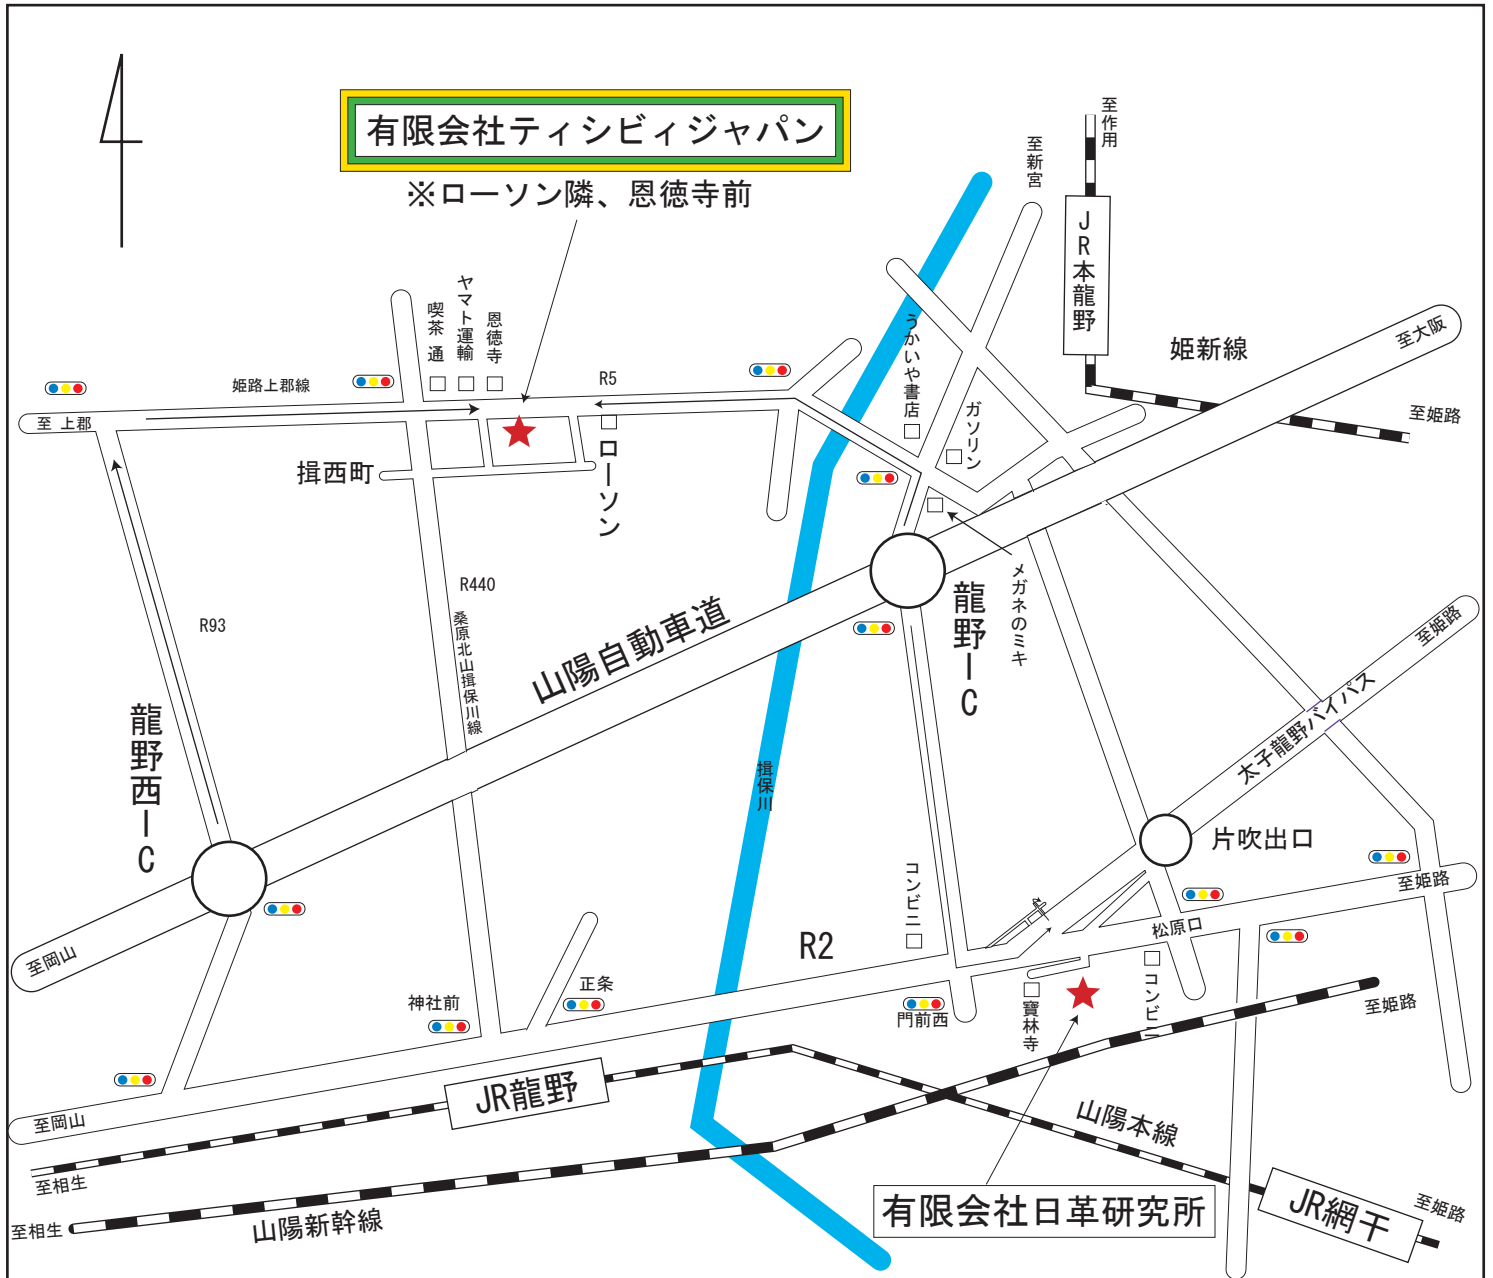 有限会社ティシビィジャパン
※ローソン隣、恩徳寺前
至作用
至新宮
JR本龍野
姫新線
至大阪
至姫路
喫茶 通
ヤマト運輸
恩徳寺
うかいや書店
ガソリン
姫路上郡線
R5
至 上郡
揖西町
ローソン
メガネのミキ
龍野IC
R440
桑原北山揖保川線
R93
山陽自動車道
至姫路
太子龍野バイパス
龍野西IC
揖保川
片吹出口
コンビニ
至姫路
松原口
R2
至岡山
正条
神社前
門前西
寶林寺
コンビニ
至姫路
JR龍野
至岡山
山陽本線
至相生
有限会社日革研究所
JR網干
至姫路
至相生
山陽新幹線